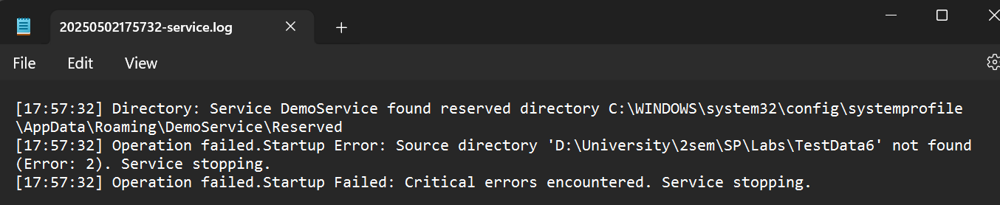 20250502175732-service.log
File Edit View
[17:57:32] Directory: Service DemoService found reserved directory C:\WINDOWS\system32\config\systemprofile
\AppData\Roaming\DemoService\Reserved
[17:57:32] Operation failed.Startup Error: Source directory 'D:\University\2sem\SP\Labs\TestData6' not found
(Error: 2). Service stopping.
[17:57:32] Operation failed.Startup Failed: Critical errors encountered. Service stopping.